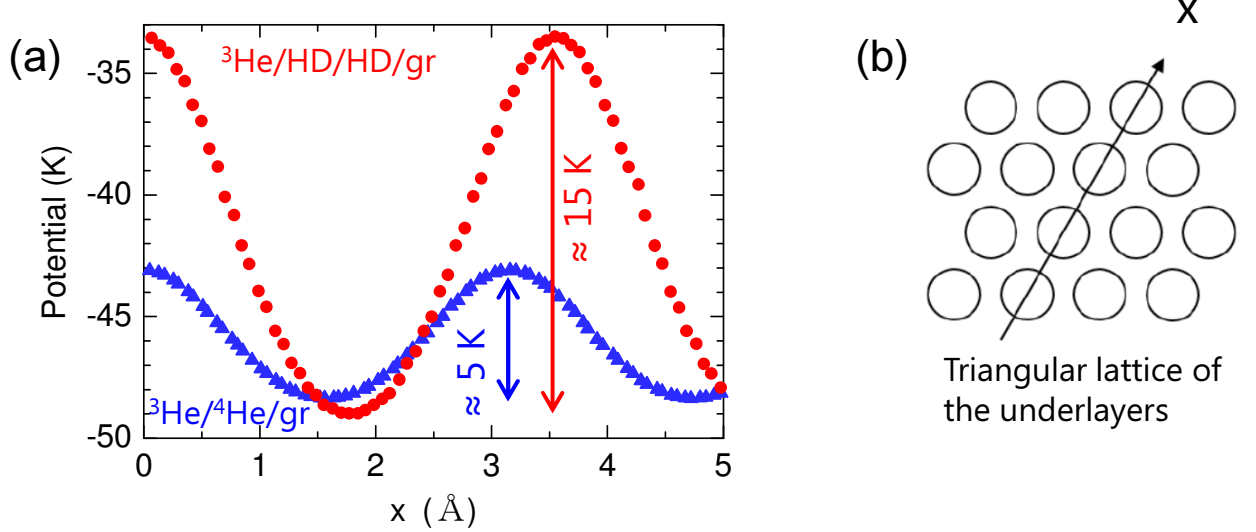 (a)
³He/HD/HD/gr
³He/⁴He/gr
≈ 5 K
≈ 15 K
Potential (K)
-35
-40
-45
-50
0 1 2 3 4 5
x (Å)
(b)
x
Triangular lattice of
the underlayers